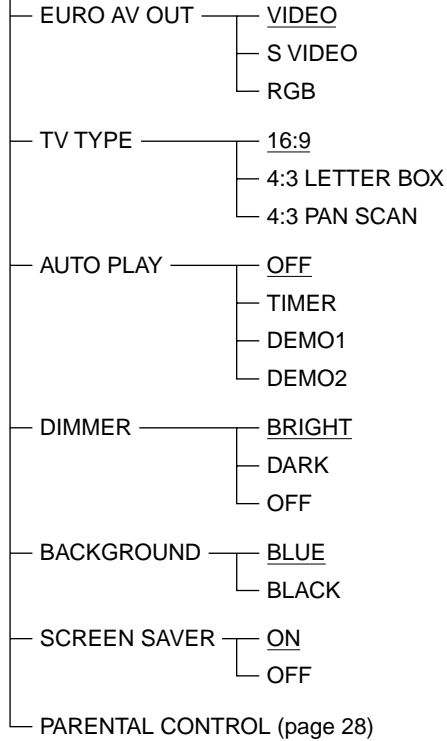 EURO AV OUT VIDEO
S VIDEO
RGB
TV TYPE 16:9
4:3 LETTER BOX
4:3 PAN SCAN
AUTO PLAY OFF
TIMER
DEMO1
DEMO2
DIMMER BRIGHT
DARK
OFF
BACKGROUND BLUE
BLACK
SCREEN SAVER ON
OFF
PARENTAL CONTROL (page 28)